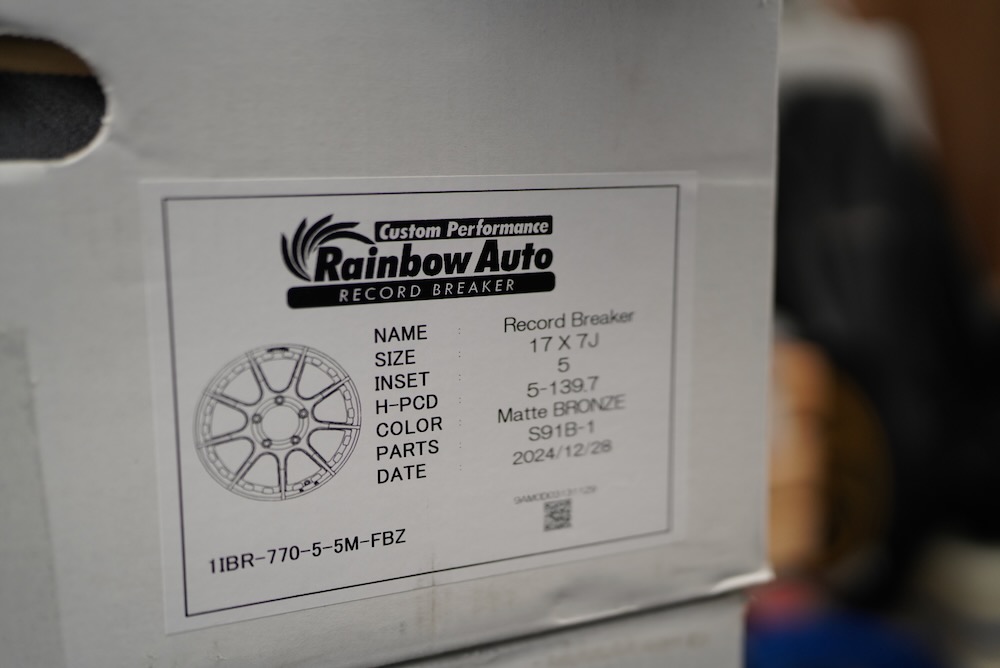 Custom Performance
Rainbow Auto
RECORD BREAKER
NAME : Record Breaker
SIZE : 17 X 7J
INSET : 5
H-PCD 5-139.7
COLOR : Matte BRONZE
PARTS : S91B-1
DATE : 2024/12/28
11BR-770-5-5M-FBZ